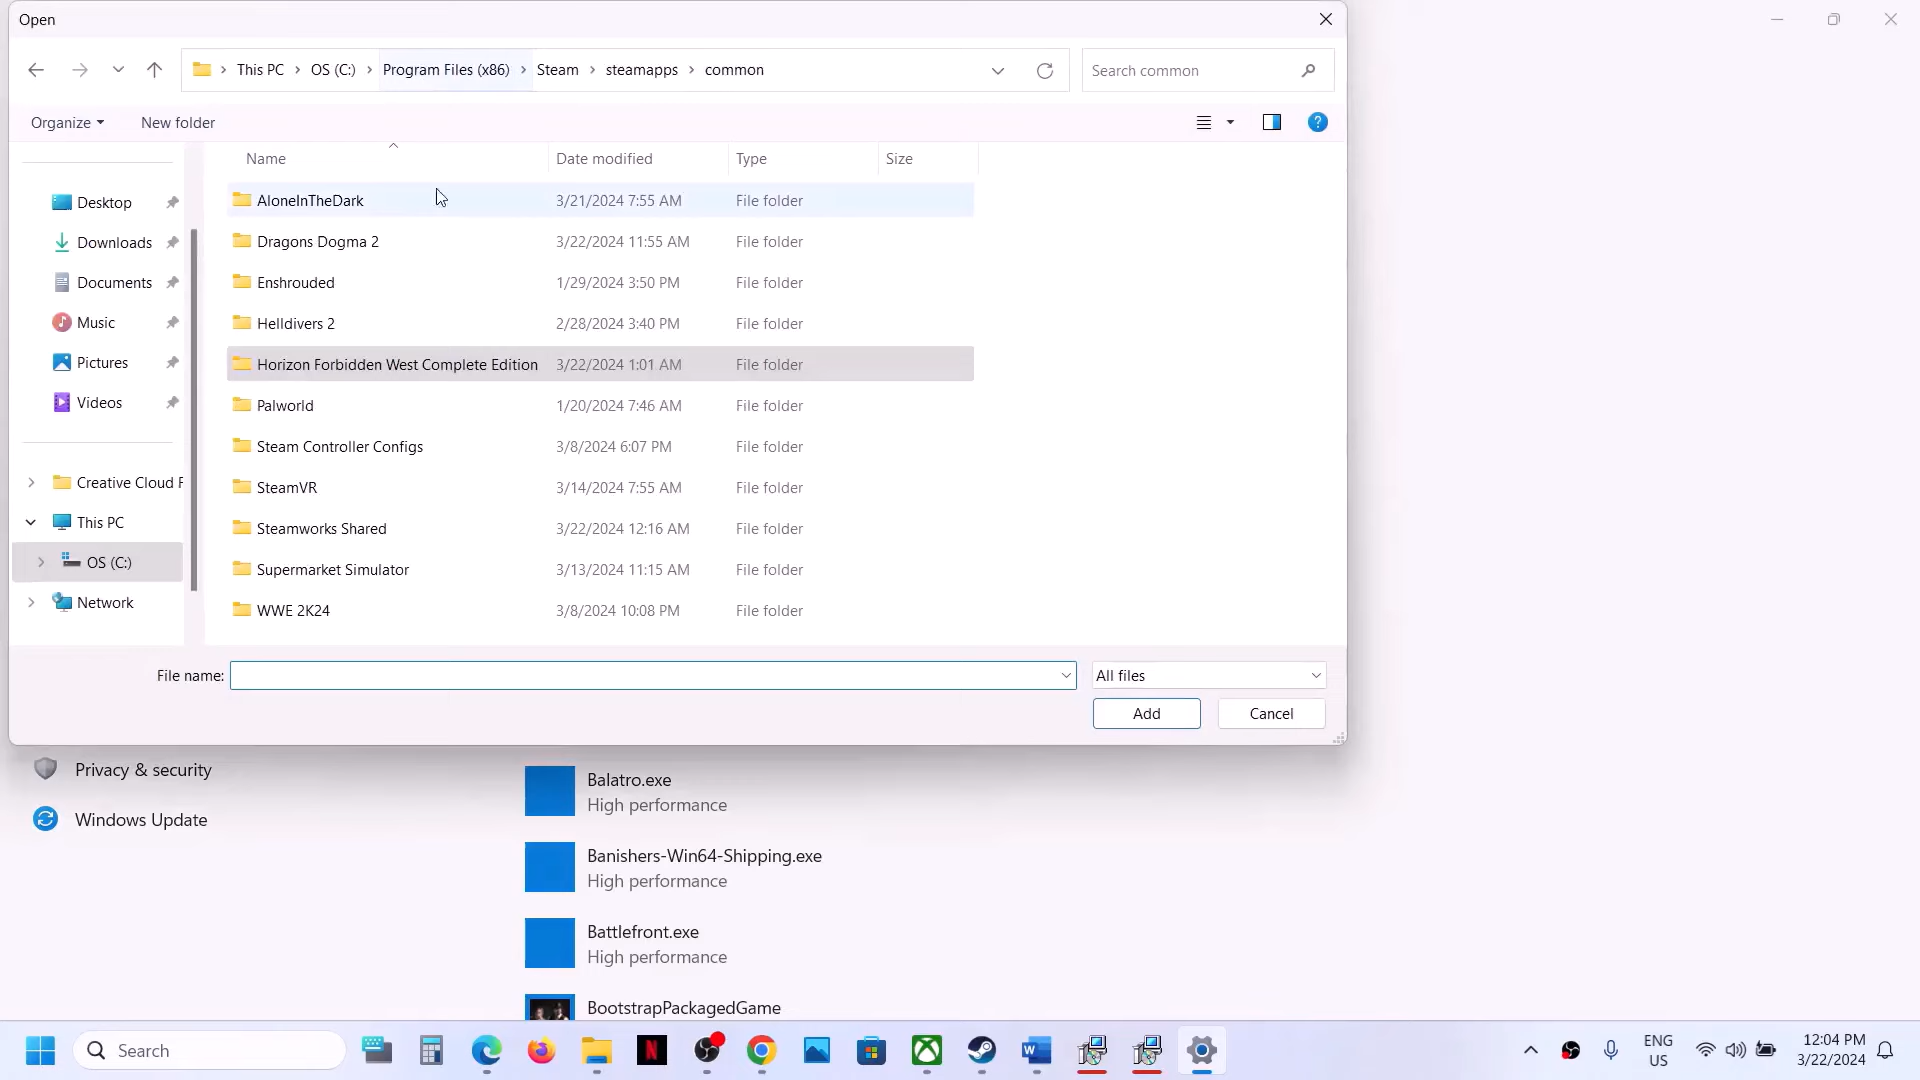 Open
This PC > OS (C:) > Program Files (x86) > Steam > steamapps > common
Search common
Organize
New folder
Name
Date modified
Type
Size
Desktop
Downloads
Documents
Music
Pictures
Videos
Creative Cloud F
This PC
OS (C:)
Network
AloneInTheDark 3/21/2024 7:55 AM File folder
Dragons Dogma 2 3/22/2024 11:55 AM File folder
Enshrouded 1/29/2024 3:50 PM File folder
Helldivers 2 2/28/2024 3:40 PM File folder
Horizon Forbidden West Complete Edition 3/22/2024 1:01 AM File folder
Palworld 1/20/2024 7:46 AM File folder
Steam Controller Configs 3/8/2024 6:07 PM File folder
SteamVR 3/14/2024 7:55 AM File folder
Steamworks Shared 3/22/2024 12:16 AM File folder
Supermarket Simulator 3/13/2024 11:15 AM File folder
WWE 2K24 3/8/2024 10:08 PM File folder
File name:
All files
Add
Cancel
Privacy & security
Windows Update
Balatro.exe
High performance
Banishers-Win64-Shipping.exe
High performance
Battlefront.exe
High performance
BootstrapPackagedGame
Search
ENG
US
12:04 PM
3/22/2024